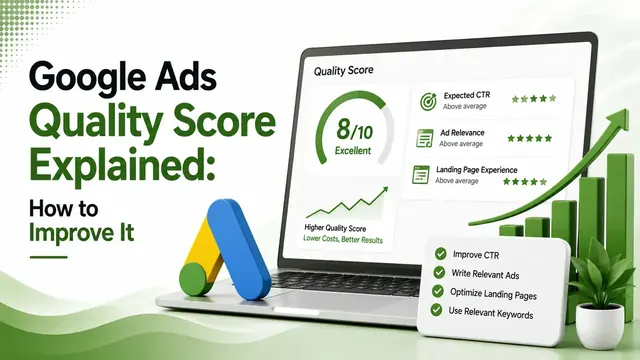 Google Ads
Quality Score
Explained:
How to
Improve It
Quality Score
8/10
Excellent
Higher Quality Score
Lower Costs, Better Results
Expected CTR
Above average
Ad Relevance
Above average
Landing Page Experience
Above average
Improve CTR
Write Relevant Ads
Optimize Landing Pages
Use Relevant Keywords